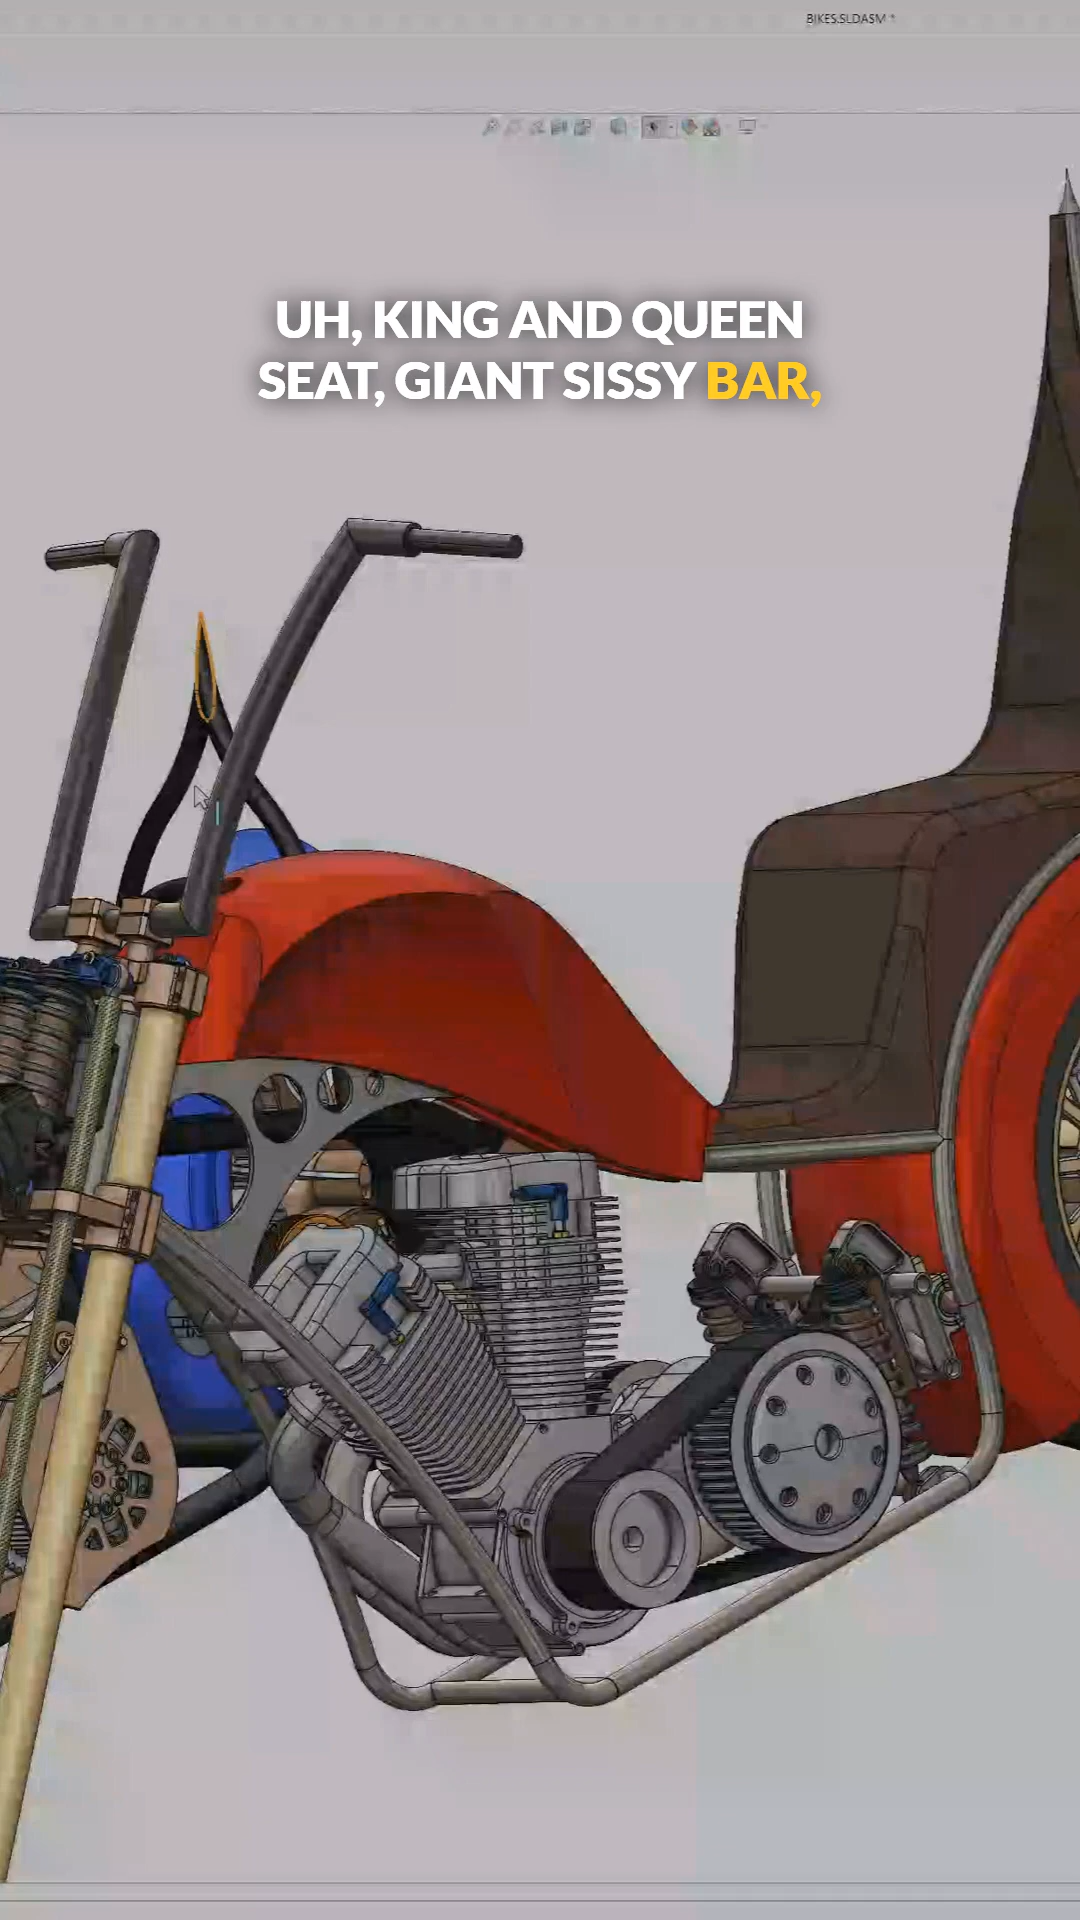 BIKES.SLDASM *
UH, KING AND QUEEN
SEAT, GIANT SISSY BAR,